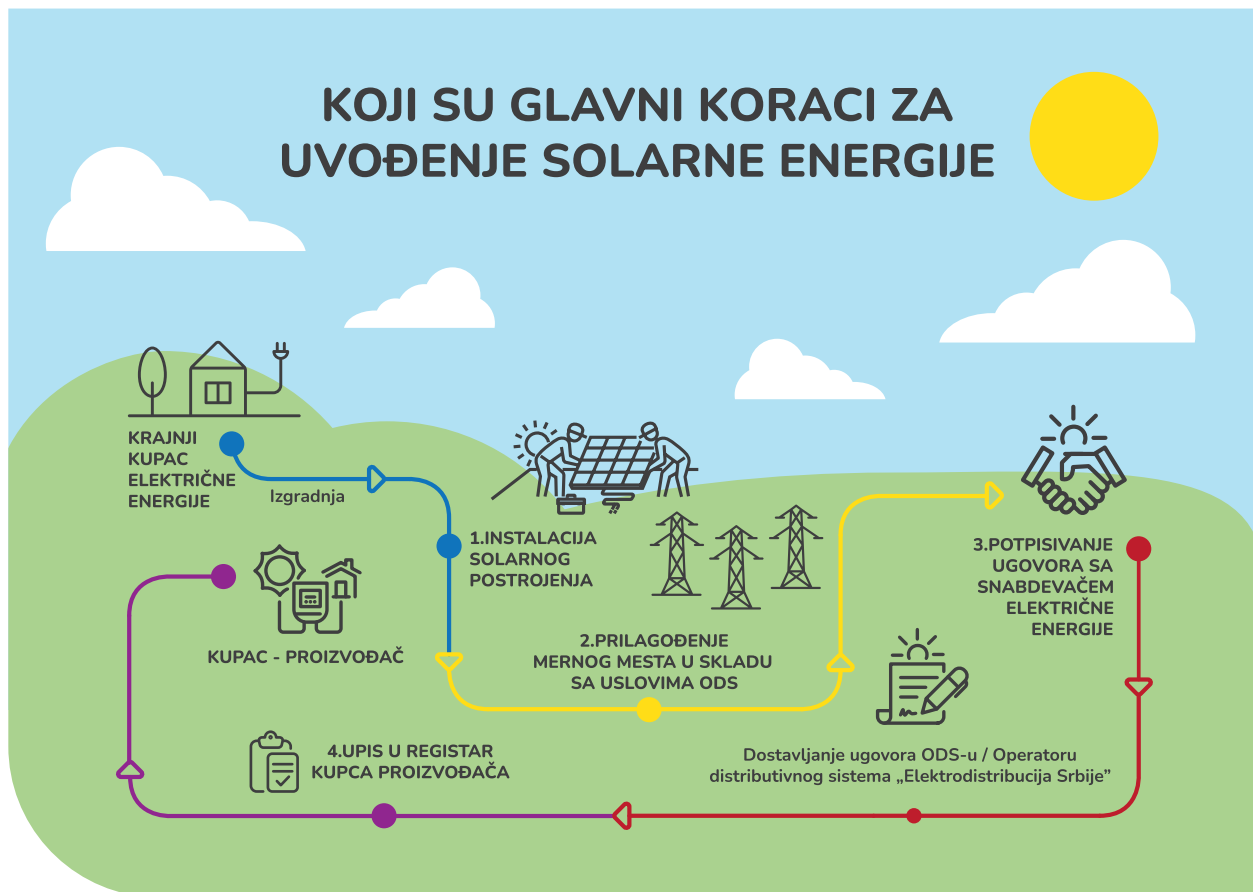 KOJI SU GLAVNI KORACI ZA
UVOĐENJE SOLARNE ENERGIJE
KRAJNJI
KUPAC
ELEKTRIČNE
ENERGIJE
Izgradnja
1.INSTALACIJA
SOLARNOG
POSTROJENJA
2.PRILAGOĐENJE
MERNOG MESTA U SKLADU
SA USLOVIMA ODS
3.POTPISIVANJE
UGOVORA SA
SNABDEVAČEM
ELEKTRIČNE
ENERGIJE
Dostavljanje ugovora ODS-u / Operatoru
distributivnog sistema „Elektrodistribucija Srbije”
4.UPIS U REGISTAR
KUPCA PROIZVOĐAČA
KUPAC - PROIZVOĐAČ